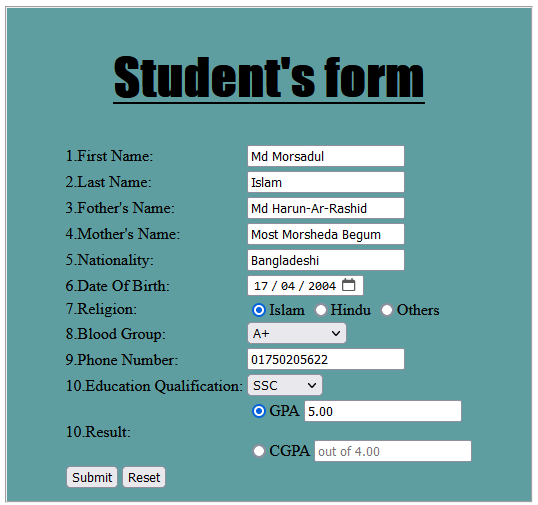 Student's form
1.First Name: Md Morsadul
2.Last Name: Islam
3.Fother's Name: Md Harun-Ar-Rashid
4.Mother's Name: Most Morsheda Begum
5.Nationality: Bangladeshi
6.Date Of Birth: 17 / 04 / 2004
7.Religion: Islam Hindu Others
8.Blood Group: A+
9.Phone Number: 01750205622
10.Education Qualification: SSC
GPA 5.00
10.Result:
CGPA out of 4.00
Submit Reset